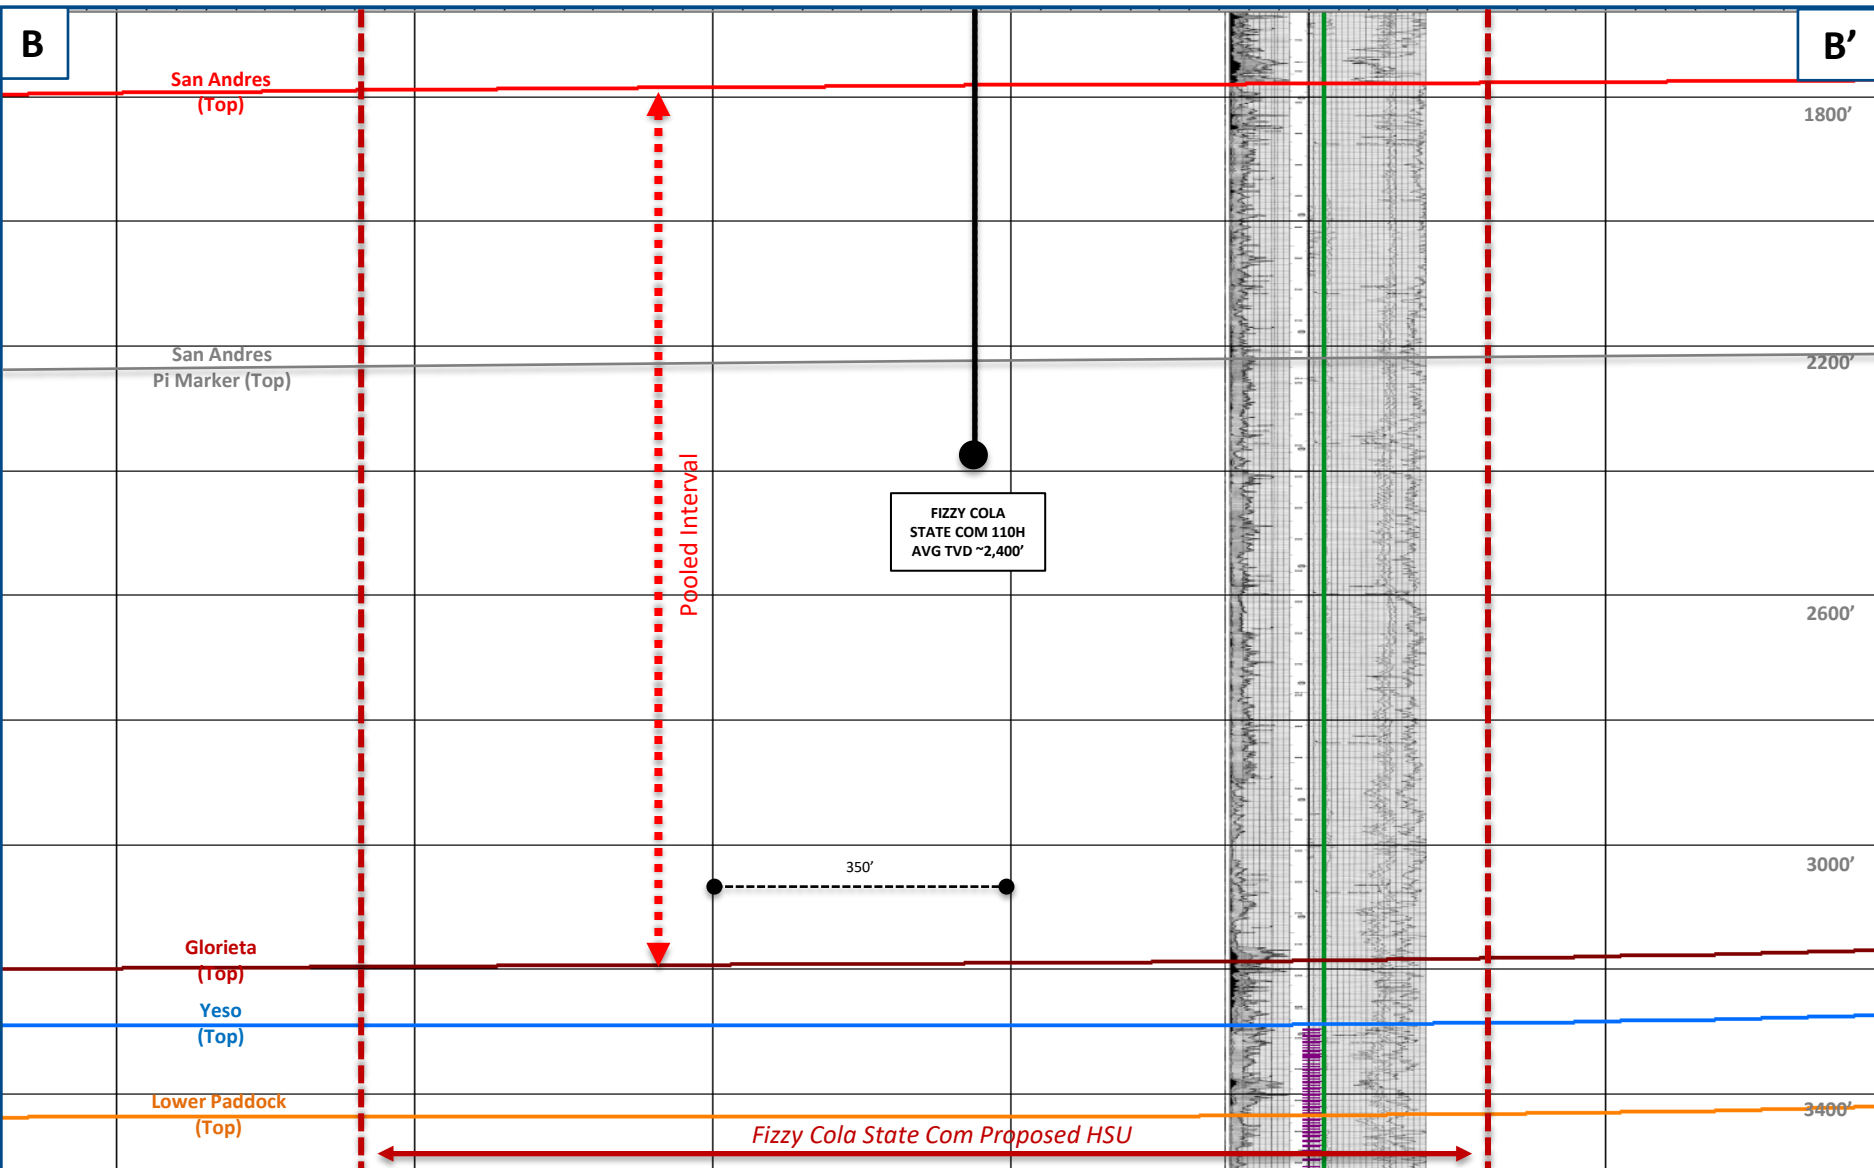 B
B’
San Andres
(Top)
1800’
San Andres
Pi Marker (Top)
2200’
Pooled Interval
FIZZY COLA
STATE COM 110H
AVG TVD ~2,400’
2600’
350’
3000’
Glorieta
(Top)
Yeso
(Top)
Lower Paddock
(Top)
3400’
Fizzy Cola State Com Proposed HSU